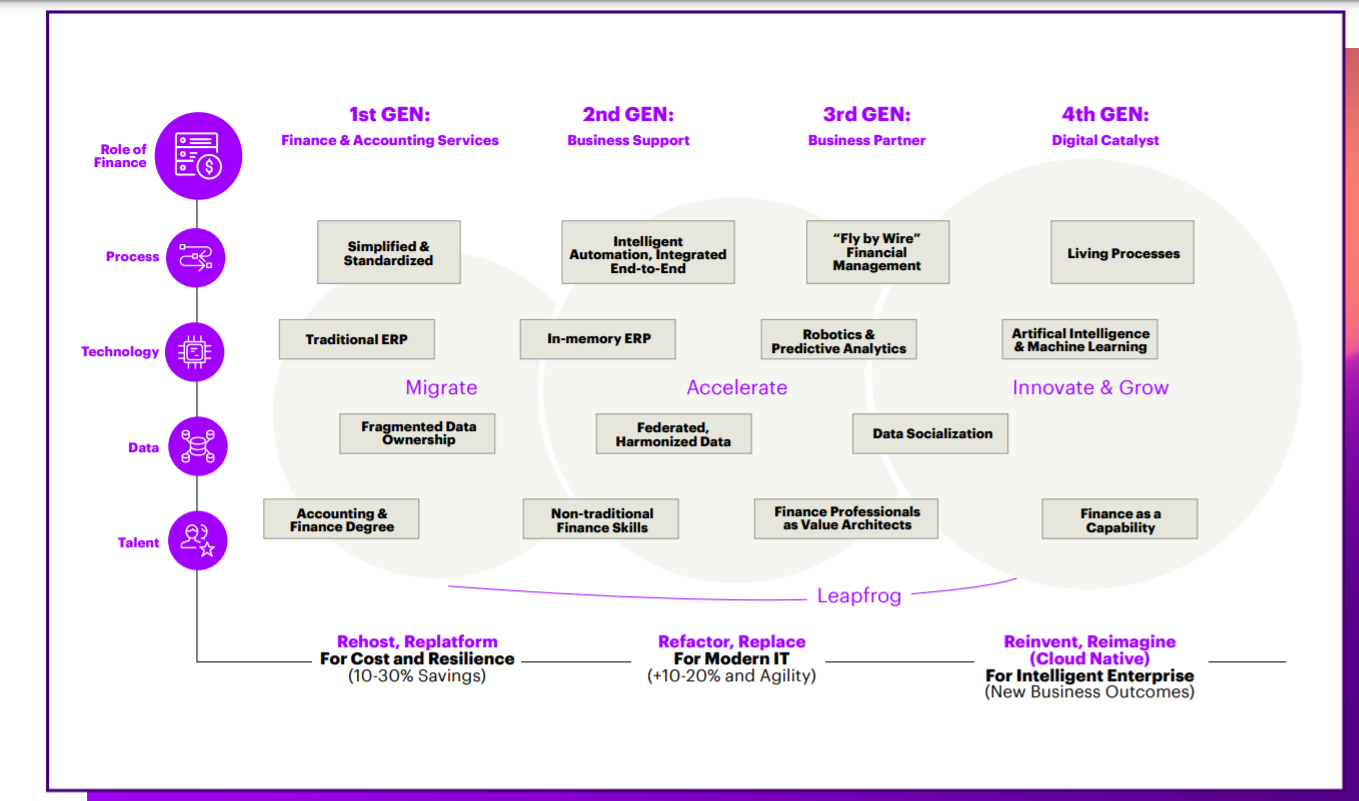 1st GEN:
Finance & Accounting Services
2nd GEN:
Business Support
3rd GEN:
Business Partner
4th GEN:
Digital Catalyst
Role of
Finance
Process
Simplified &
Standardized
Intelligent
Automation, Integrated
End-to-End
“Fly by Wire”
Financial
Management
Living Processes
Technology
Traditional ERP
In-memory ERP
Robotics &
Predictive Analytics
Artifical Intelligence
& Machine Learning
Migrate
Accelerate
Innovate & Grow
Data
Fragmented Data
Ownership
Federated,
Harmonized Data
Data Socialization
Talent
Accounting &
Finance Degree
Non-traditional
Finance Skills
Finance Professionals
as Value Architects
Finance as a
Capability
Leapfrog
Rehost, Replatform
For Cost and Resilience
(10-30% Savings)
Refactor, Replace
For Modern IT
(+10-20% and Agility)
Reinvent, Reimagine
(Cloud Native)
For Intelligent Enterprise
(New Business Outcomes)